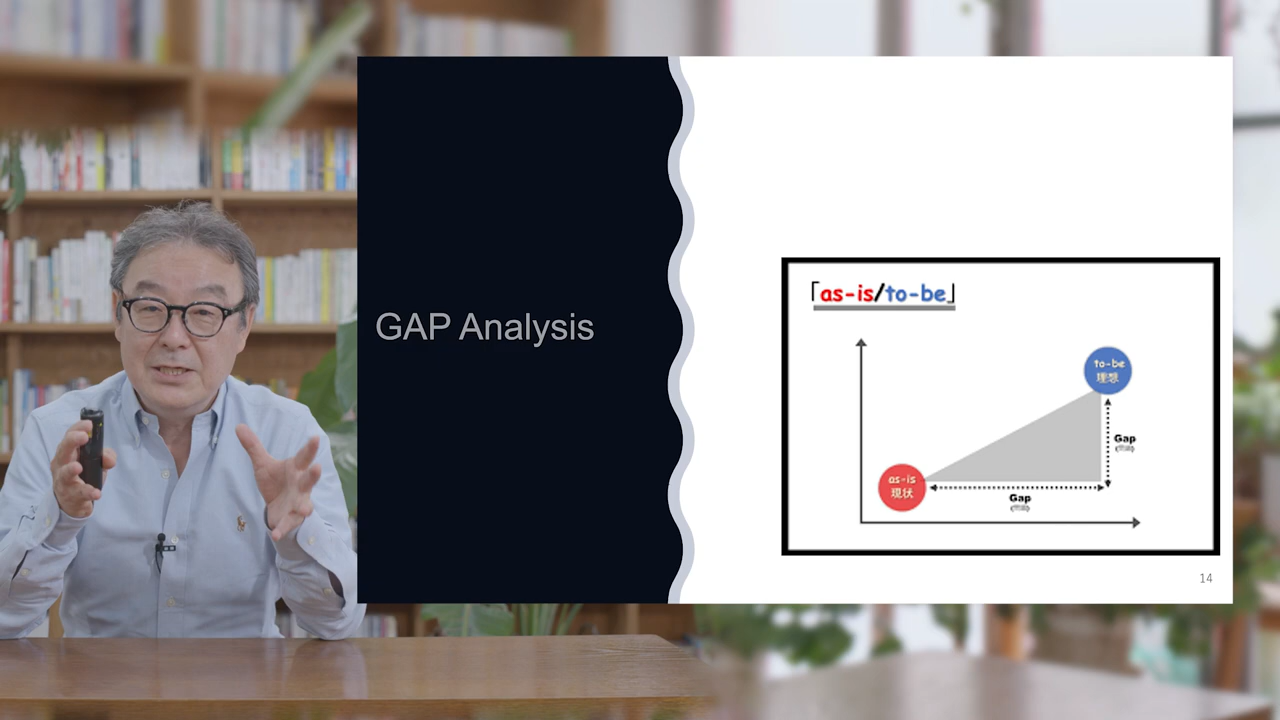 GAP Analysis
「as-is/to-be」
to-be
理想
Gap
as-is
現状
Gap
14